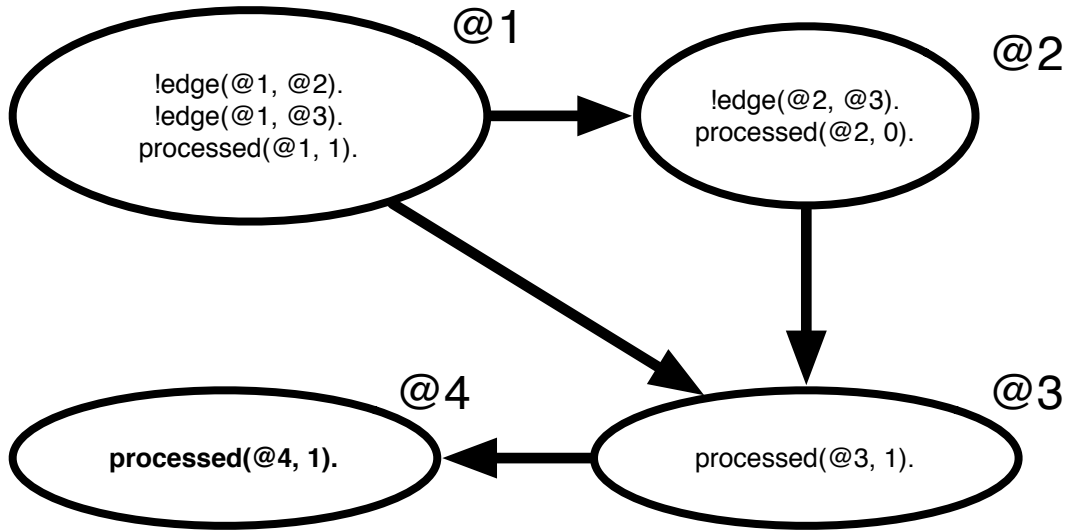 @1
!edge(@1, @2).
!edge(@1, @3).
processed(@1, 1).
@2
!edge(@2, @3).
processed(@2, 0).
@4
processed(@4, 1).
@3
processed(@3, 1).